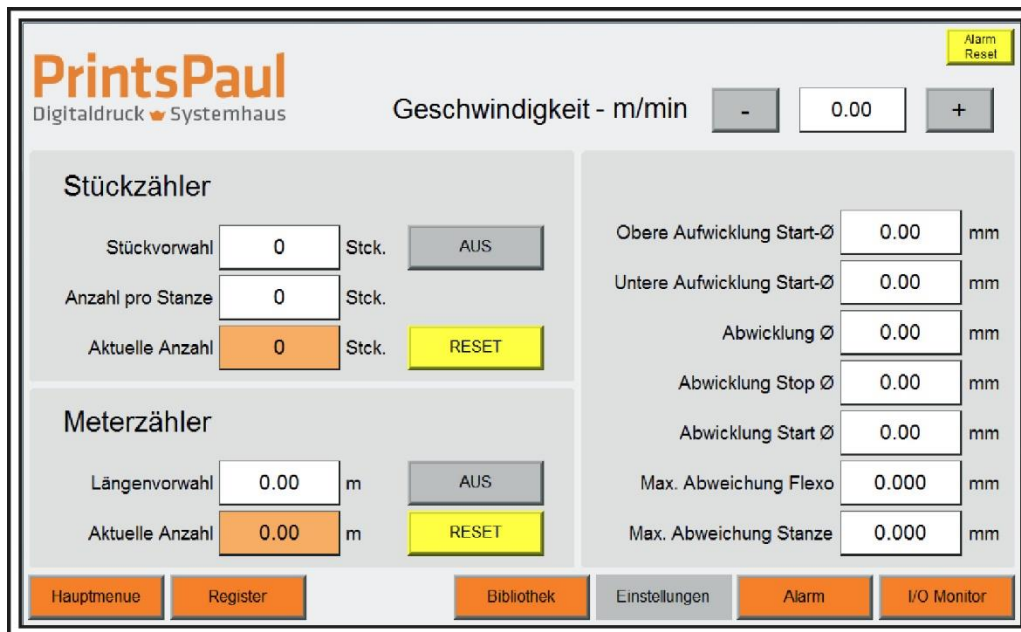 Alarm
Reset
PrintsPaul
Digitaldruck Systemhaus
Geschwindigkeit - m/min - 0.00 +
Stückzähler
Stückvorwahl 0 Stck. AUS
Anzahl pro Stanze 0 Stck.
Aktuelle Anzahl 0 Stck. RESET
Meterzähler
Längenvorwahl 0.00 m AUS
Aktuelle Anzahl 0.00 m RESET
Obere Aufwicklung Start-Ø 0.00 mm
Untere Aufwicklung Start-Ø 0.00 mm
Abwicklung Ø 0.00 mm
Abwicklung Stop Ø 0.00 mm
Abwicklung Start Ø 0.00 mm
Max. Abweichung Flexo 0.000 mm
Max. Abweichung Stanze 0.000 mm
Hauptmenue Register Bibliothek Einstellungen Alarm I/O Monitor